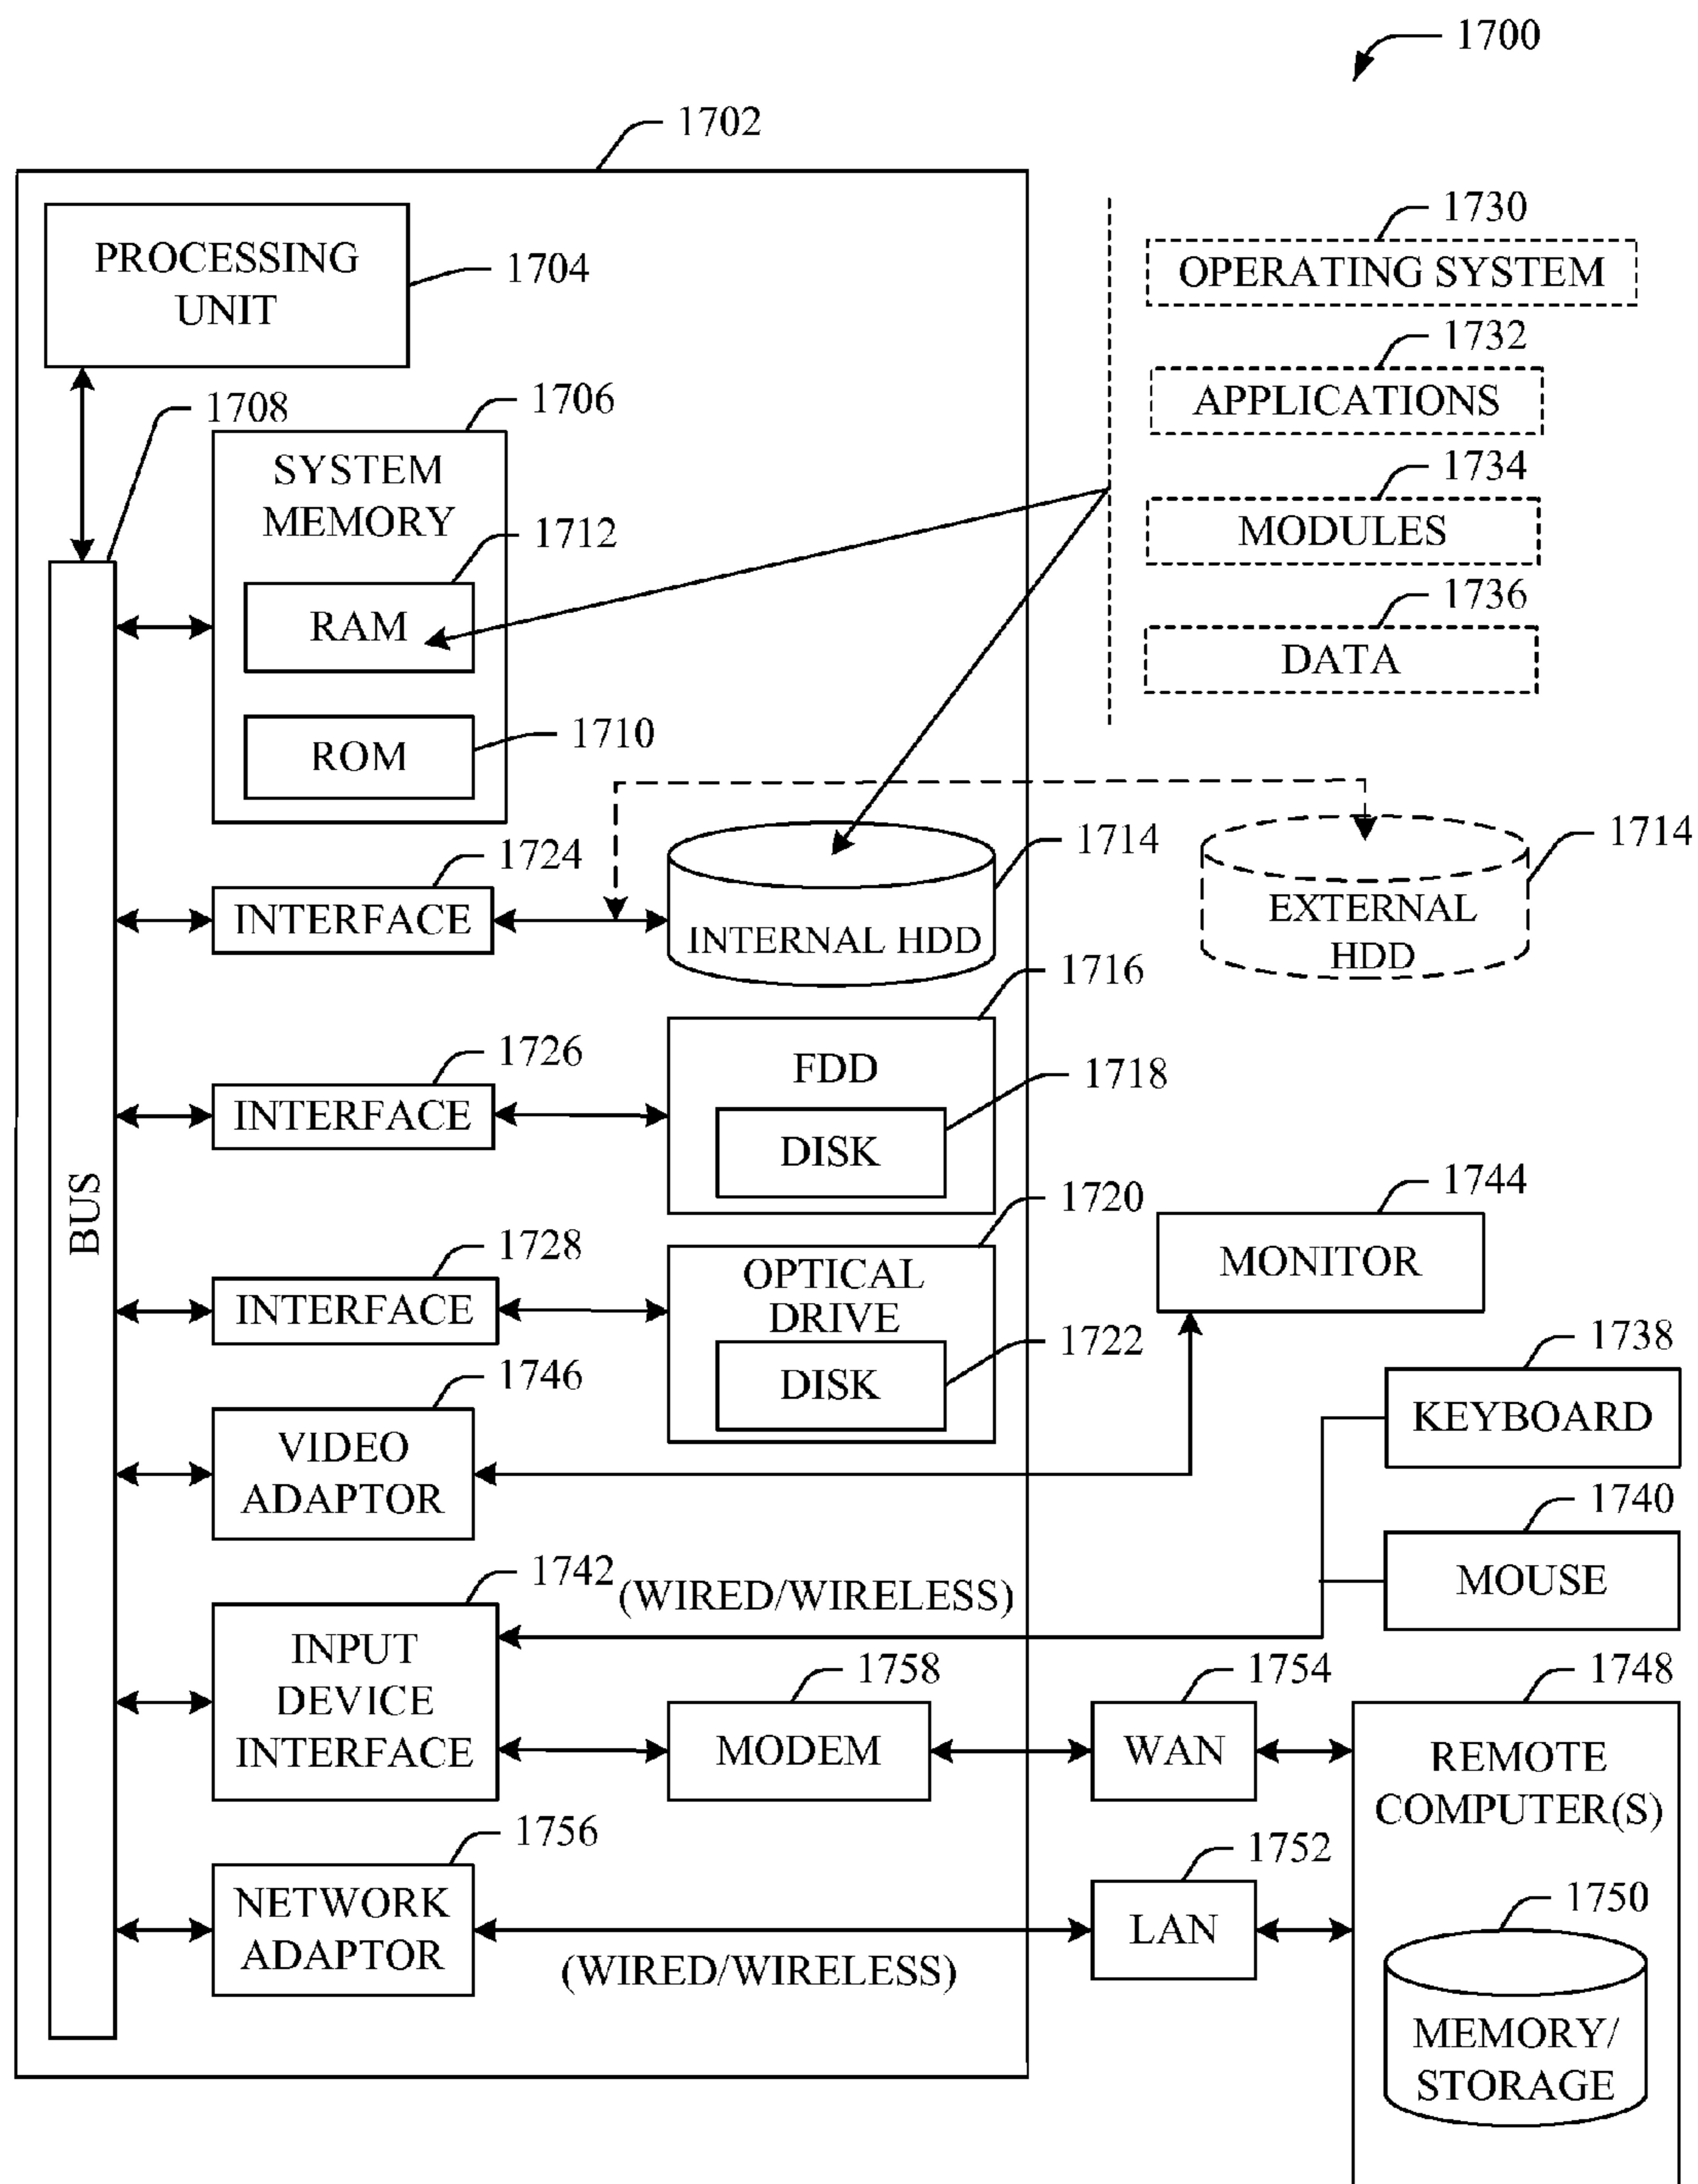 1700
1702
PROCESSING
UNIT
1704
1730
OPERATING SYSTEM
1732
APPLICATIONS
1734
MODULES
1736
DATA
1708
1706
SYSTEM
MEMORY
1712
RAM
1710
ROM
1724
INTERFACE
1714
INTERNAL HDD
1714
EXTERNAL
HDD
1716
FDD
1726
INTERFACE
1718
DISK
BUS
1720
OPTICAL
DRIVE
1728
INTERFACE
1722
DISK
1744
MONITOR
1746
VIDEO
ADAPTOR
1738
KEYBOARD
1740
MOUSE
1742
(WIRED/WIRELESS)
INPUT
DEVICE
INTERFACE
1758
MODEM
1754
WAN
1748
REMOTE
COMPUTER(S)
1756
NETWORK
ADAPTOR
(WIRED/WIRELESS)
1752
LAN
1750
MEMORY/
STORAGE